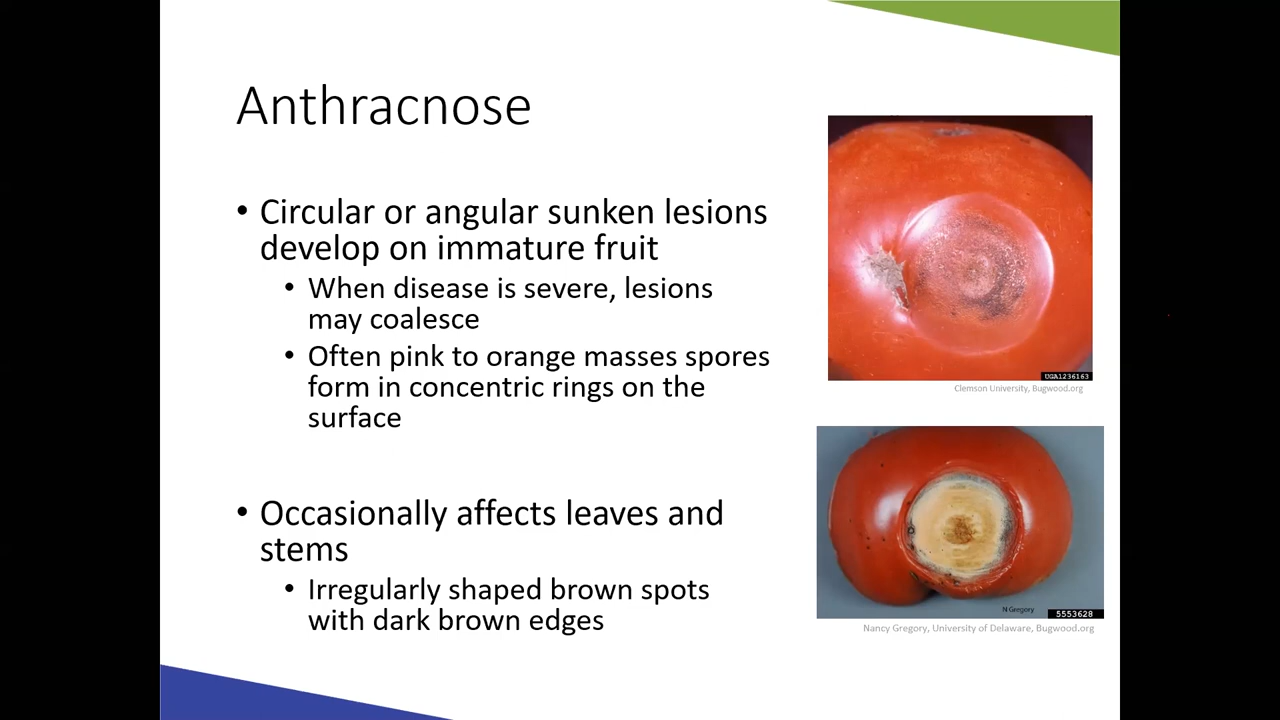 Anthracnose
• Circular or angular sunken lesions
develop on immature fruit
• When disease is severe, lesions
may coalesce
• Often pink to orange masses spores
form in concentric rings on the
surface
• Occasionally affects leaves and
stems
• Irregularly shaped brown spots
with dark brown edges
UGA1236163
Clemson University, Bugwood.org
N Gregory
5553628
Nancy Gregory, University of Delaware, Bugwood.org